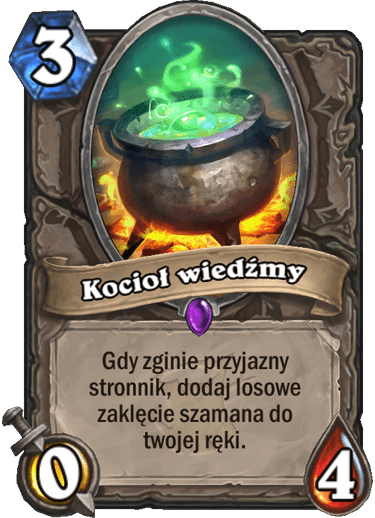 3
Kocioł wiedźmy
Gdy zginie przyjazny
stronnik, dodaj losowe
zaklęcie szamana do
twojej ręki.
0
4